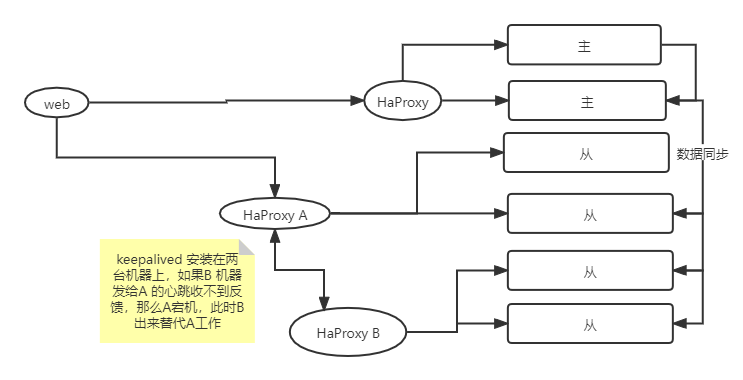 主
web
HaProxy
主
从
数据同步
HaProxy A
从
keepalived 安装在两
台机器上，如果B 机器
发给A 的心跳收不到反
馈，那么A宕机，此时B
出来替代A工作
从
HaProxy B
从